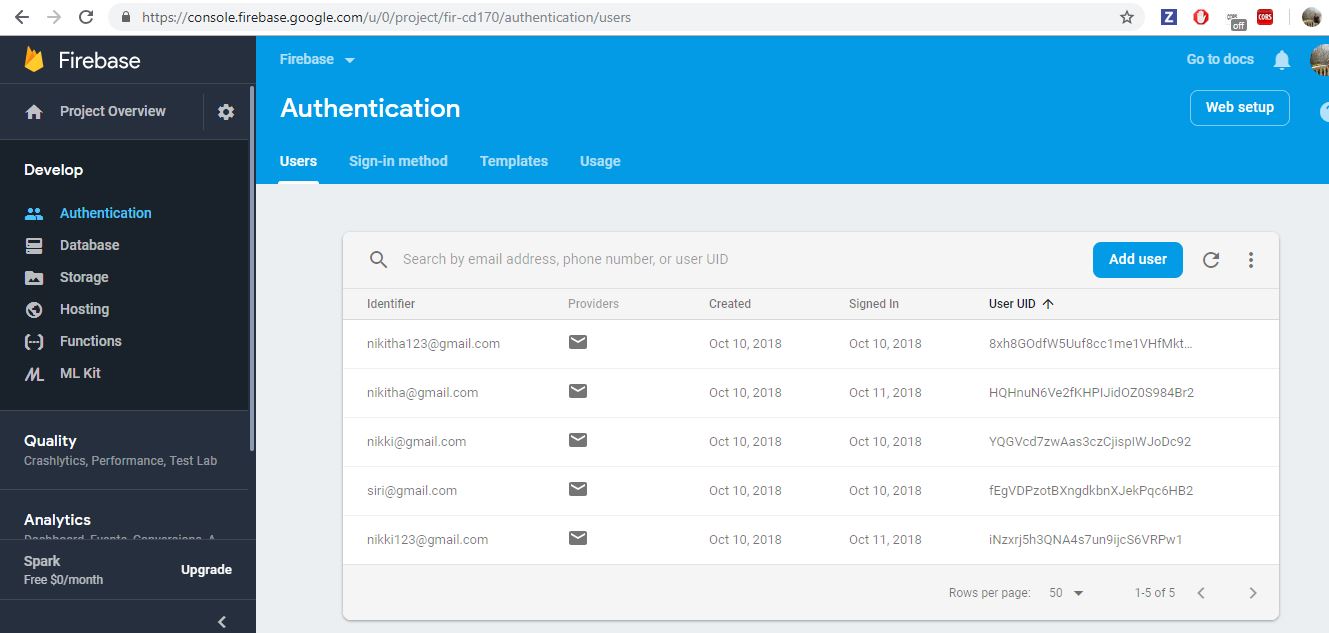 https://console.firebase.google.com/u/0/project/fir-cd170/authentication/users
Z
off
CORS
Firebase
Firebase
Go to docs
Project Overview
Authentication
Web setup
Develop
Users Sign-in method Templates Usage
Authentication
Database
Storage
Hosting
Functions
ML ML Kit
Quality
Crashlytics, Performance, Test Lab
Analytics
Dashboard, Events, Conversions, A
Spark
Free $0/month
Upgrade
Search by email address, phone number, or user UID
Add user
Identifier Providers Created Signed In User UID
nikitha123@gmail.com Oct 10, 2018 Oct 10, 2018 8xh8GOdfW5Uuf8cc1me1VHfMkt...
nikitha@gmail.com Oct 10, 2018 Oct 11, 2018 HQHnuN6Ve2fKHPIJidOZ0S984Br2
nikki@gmail.com Oct 10, 2018 Oct 10, 2018 YQGVcd7zwAas3czCjispIWJoDc92
siri@gmail.com Oct 10, 2018 Oct 10, 2018 fEgVDPzotBXngdkbnXJekPqc6HB2
nikki123@gmail.com Oct 10, 2018 Oct 11, 2018 iNzxrj5h3QNA4s7un9ijcS6VRPw1
Rows per page: 50 1-5 of 5